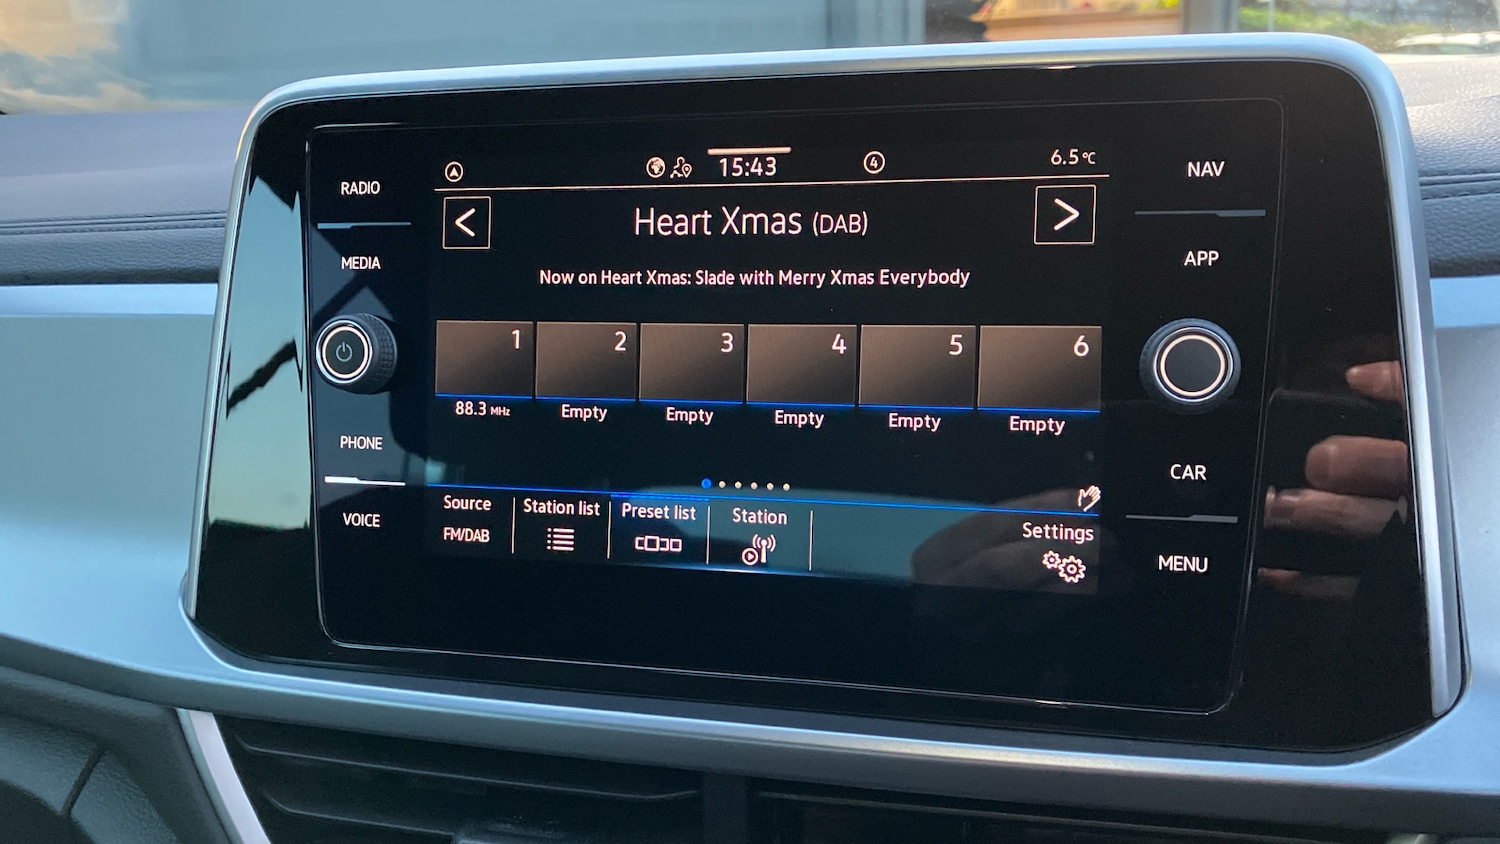 RADIO
MEDIA
PHONE
VOICE
15:43
4
6.5 °C
<
Heart Xmas (DAB)
>
Now on Heart Xmas: Slade with Merry Xmas Everybody
1 2 3 4 5 6
88.3 MHz Empty Empty Empty Empty Empty
Source Station list Preset list Station Settings
FM/DAB
NAV
APP
CAR
MENU